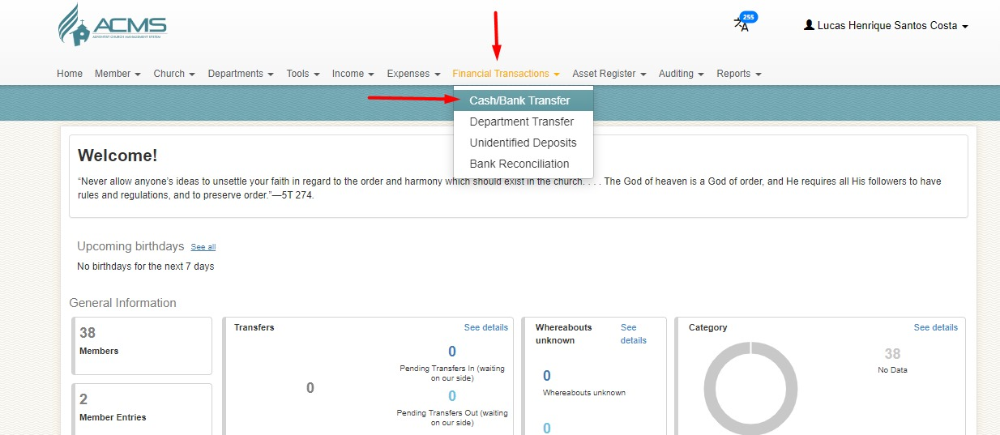 ACMS
ADVENTIST CHURCH MANAGEMENT SYSTEM
255
Lucas Henrique Santos Costa
Home Member Church Departments Tools Income Expenses Financial Transactions Asset Register Auditing Reports
Cash/Bank Transfer
Department Transfer
Unidentified Deposits
Bank Reconciliation
Welcome!
“Never allow anyone’s ideas to unsettle your faith in regard to the order and harmony which should exist in the church. . . . The God of heaven is a God of order, and He requires all His followers to have
rules and regulations, and to preserve order.”—5T 274.
Upcoming birthdays See all
No birthdays for the next 7 days
General Information
38
Members
2
Member Entries
Transfers See details
0
0
Pending Transfers In (waiting
on our side)
0
Pending Transfers Out (waiting
on our side)
Whereabouts
unknown
See
details
0
Whereabouts unknown
0
Category See details
38
No Data